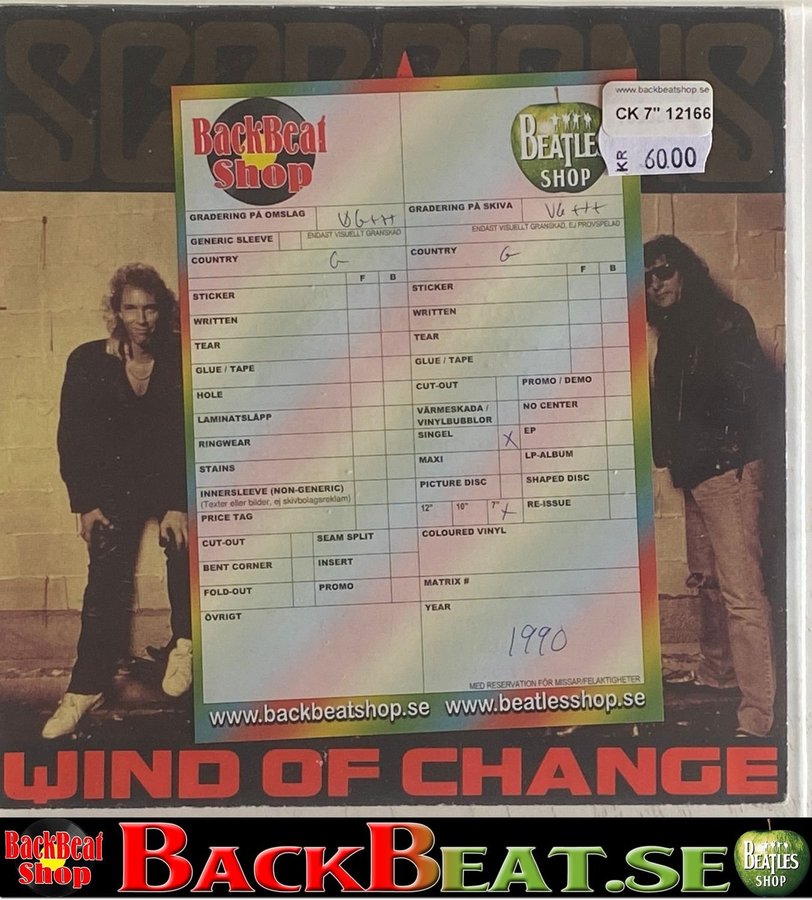 SCORPIONS
www.backbeatshop.se
CK 7" 12166
KR 60.00
BackBeat
Shop
BEATLES
SHOP
GRADERING PÅ OMSLAG VG+++
ENDAST VISUELLT GRANSKAD
GENERIC SLEEVE
COUNTRY G
F B
STICKER
WRITTEN
TEAR
GLUE / TAPE
HOLE
LAMINATSLÄPP
RINGWEAR
STAINS
INNERSLEEVE (NON-GENERIC)
(Texter eller bilder, ej skivbolagsreklam)
PRICE TAG
CUT-OUT SEAM SPLIT
BENT CORNER INSERT
FOLD-OUT PROMO
ÖVRIGT
GRADERING PÅ SKIVA VG+++
ENDAST VISUELLT GRANSKAD, EJ PROVSPELAD
COUNTRY G
F B
STICKER
WRITTEN
TEAR
GLUE / TAPE
CUT-OUT PROMO / DEMO
VÄRMESKADA /
VINYLBUBBLOR NO CENTER
SINGEL X EP
MAXI LP-ALBUM
PICTURE DISC SHAPED DISC
12" 10" 7" X RE-ISSUE
COLOURED VINYL
MATRIX #
YEAR
1990
MED RESERVATION FÖR MISSAR/FELAKTIGHETER
www.backbeatshop.se www.beatlesshop.se
WIND OF CHANGE
BackBeat
Shop
BACKBEAT.SE
BEATLES
SHOP